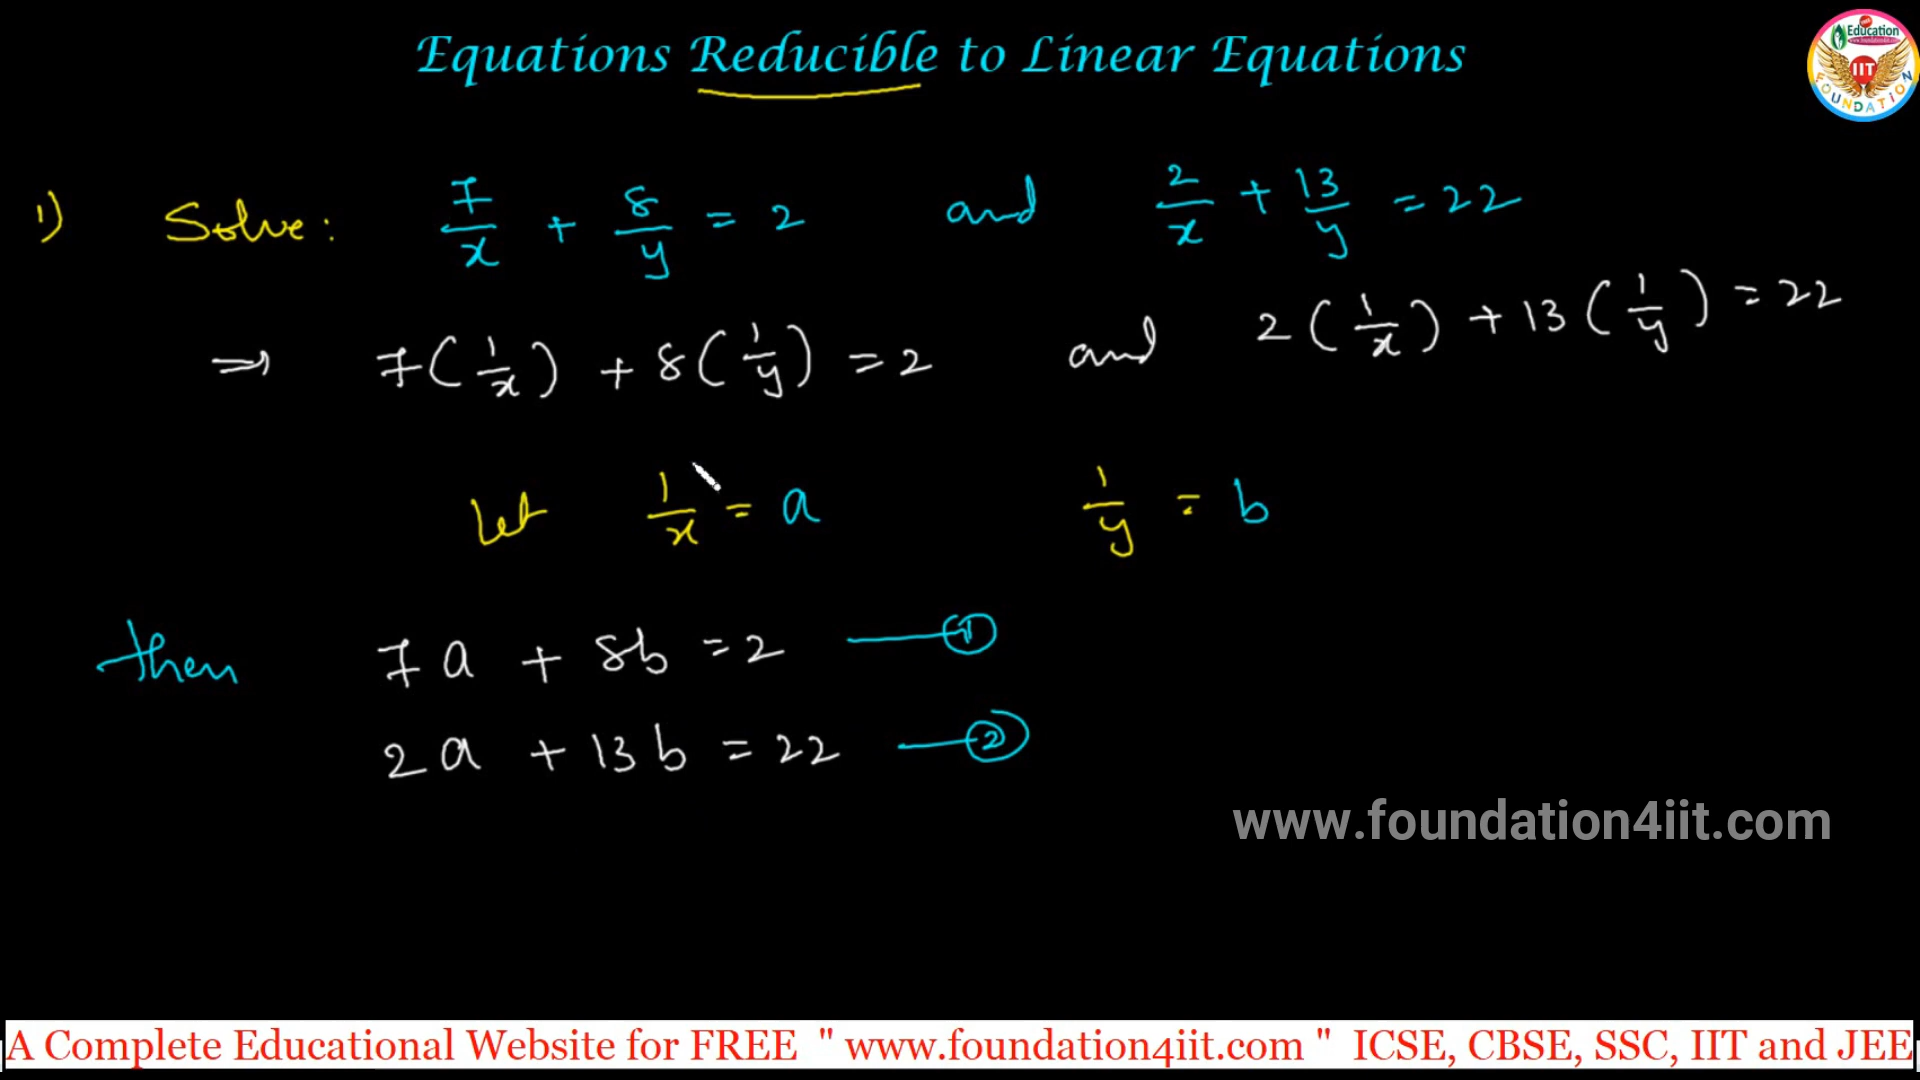 Equations Reducible to Linear Equations
Education
IIT
FOUNDATION
1) Solve: 7/x + 8/y = 2 and 2/x + 13/y = 22
⇒ 7(1/x) + 8(1/y) = 2 and 2(1/x) + 13(1/y) = 22
let 1/x = a 1/y = b
then 7a + 8b = 2 — ①
2a + 13b = 22 — ②
www.foundation4iit.com
A Complete Educational Website for FREE " www.foundation4iit.com " ICSE, CBSE, SSC, IIT and JEE